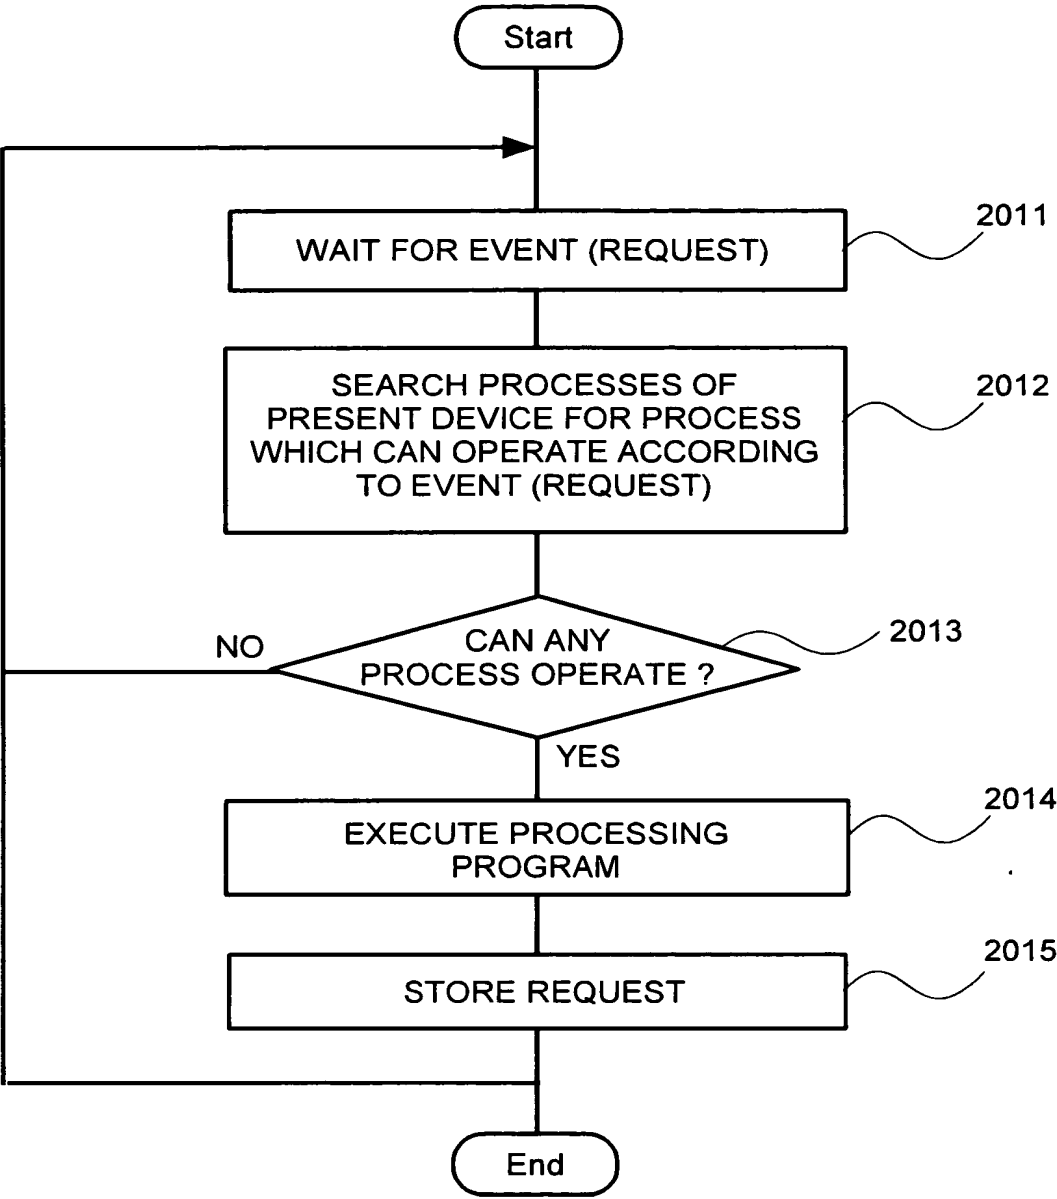 Start
WAIT FOR EVENT (REQUEST)
2011
SEARCH PROCESSES OF
PRESENT DEVICE FOR PROCESS
WHICH CAN OPERATE ACCORDING
TO EVENT (REQUEST)
2012
CAN ANY
PROCESS OPERATE ?
2013
NO
YES
EXECUTE PROCESSING
PROGRAM
2014
STORE REQUEST
2015
End